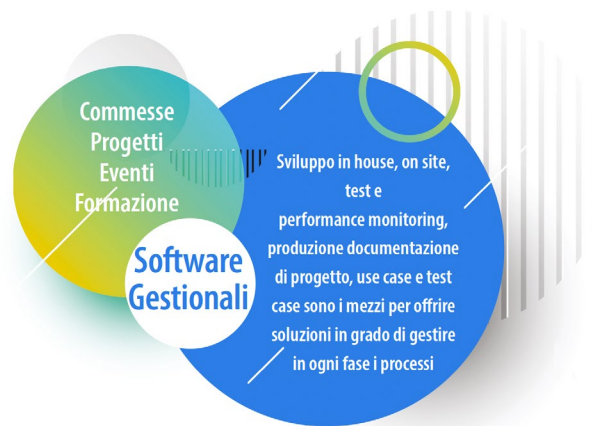 Commesse
Progetti
Eventi
Formazione
Software
Gestionali
Sviluppo in house, on site,
test e
performance monitoring,
produzione documentazione
di progetto, use case e test
case sono i mezzi per offrire
soluzioni in grado di gestire
in ogni fase i processi